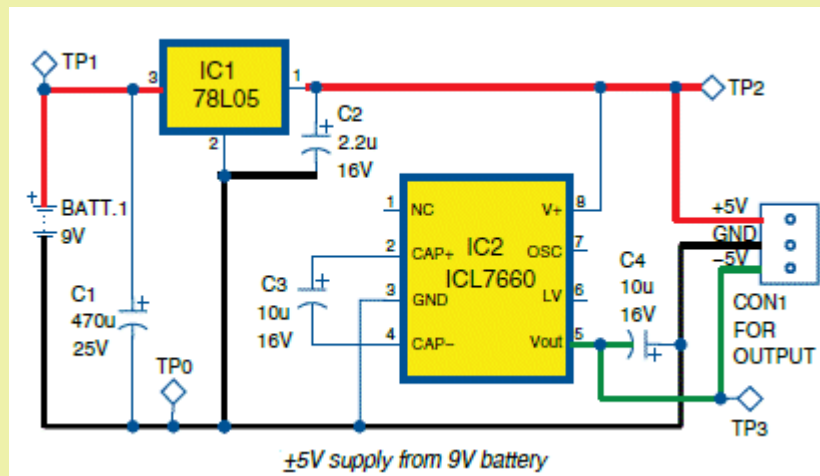 TP1
3
IC1
78L05
1
2
C2
2.2u
16V
TP2
BATT.1
9V
C1
470u
25V
TP0
1
NC
2
CAP+
3
GND
4
CAP−
IC2
ICL7660
V+
8
OSC
7
LV
6
Vout
5
C3
10u
16V
C4
10u
16V
+5V
GND
−5V
CON1
FOR
OUTPUT
TP3
±5V supply from 9V battery